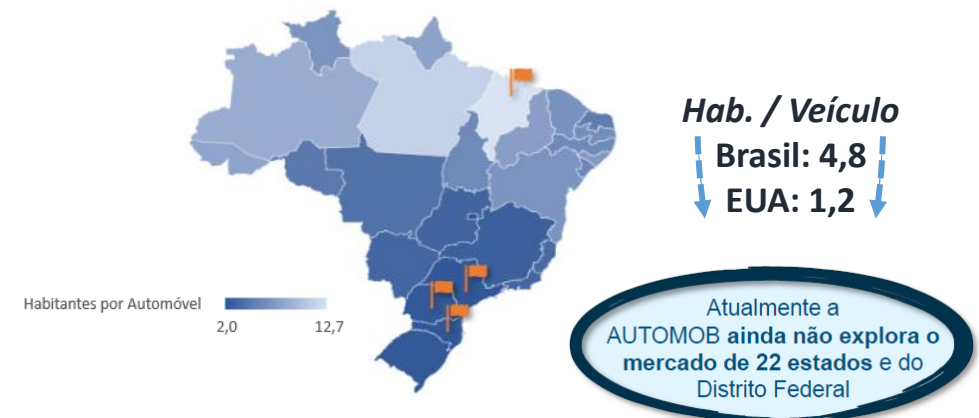 Hab. / Veículo
Brasil: 4,8
EUA: 1,2
Habitantes por Automóvel
2,0 12,7
Atualmente a
AUTOMOB ainda não explora o
mercado de 22 estados e do
Distrito Federal